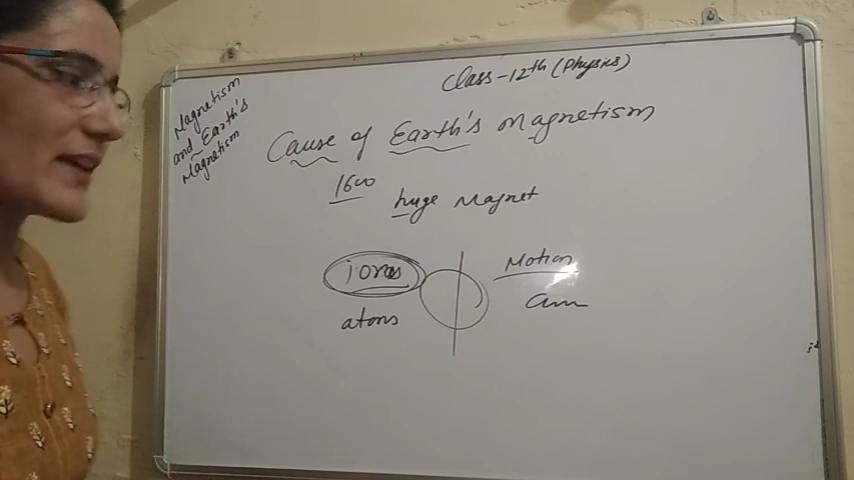 Class-12th (Physics)
Magnetism
and Earth's
Magnetism
Cause of Earth's Magnetism
1600
huge Magnet
ions
Motion
atoms